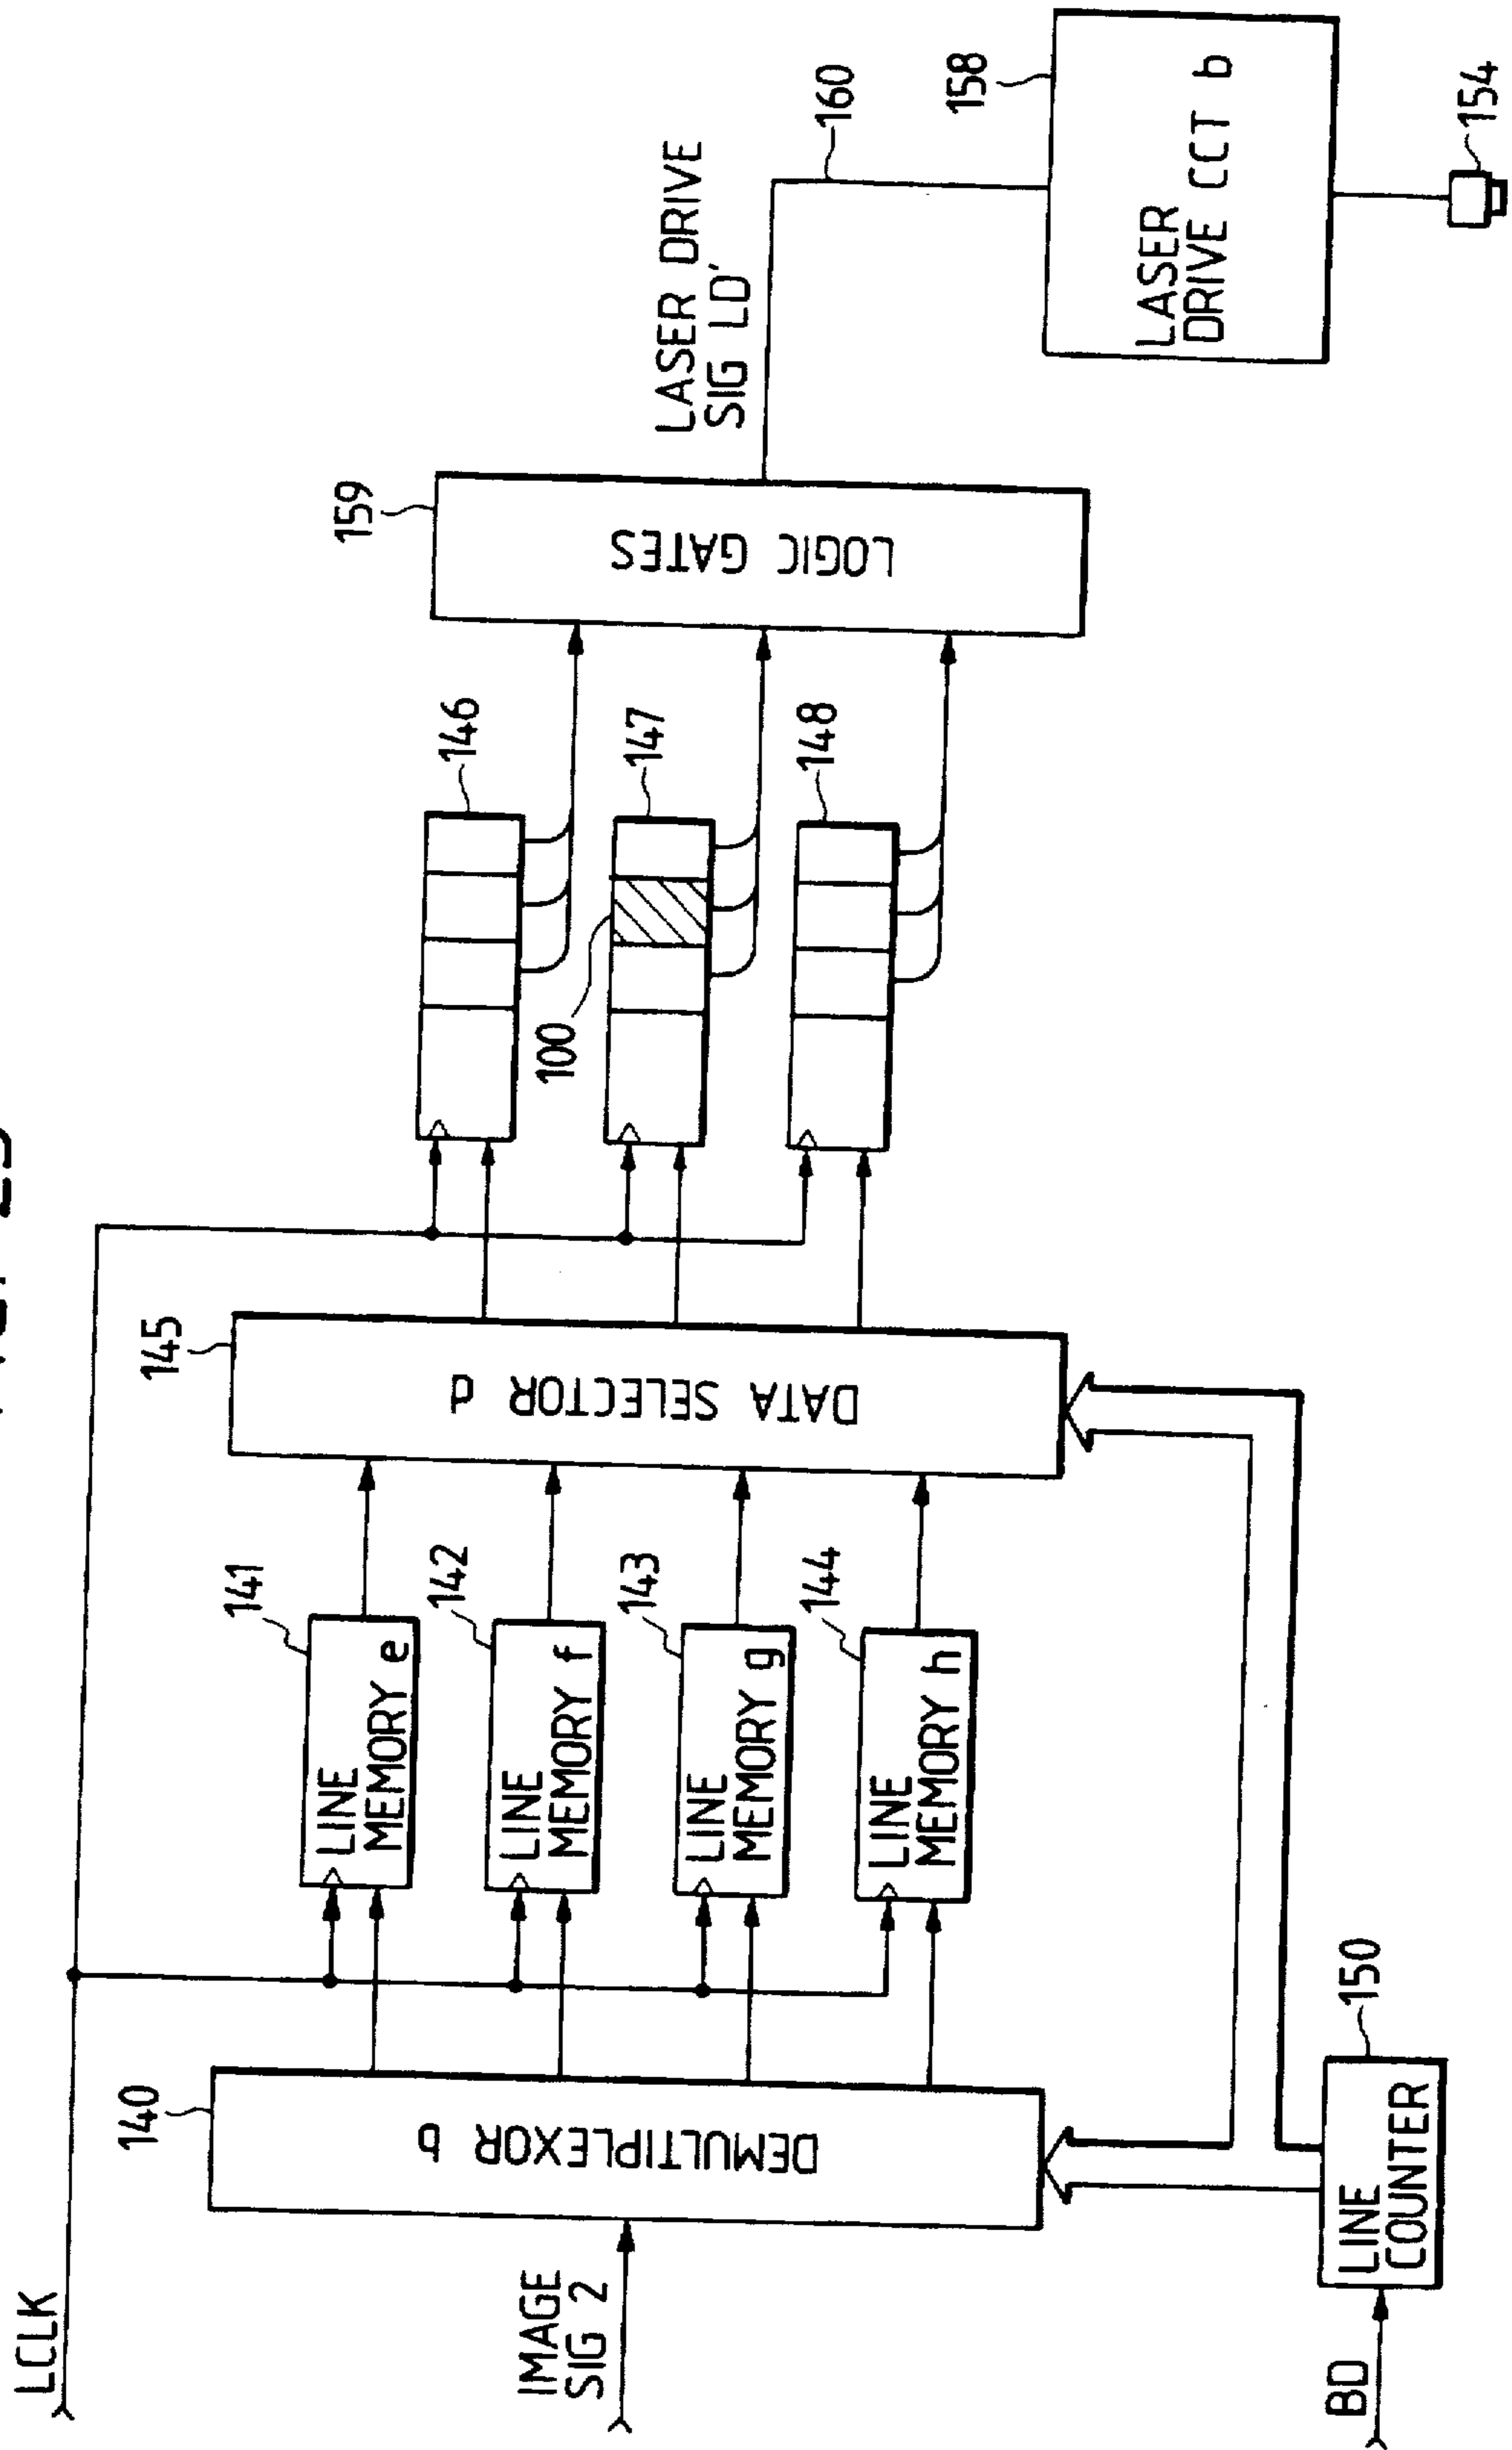 LCLK
IMAGE
SIG 2
BD
140
DEMULTIPLEXOR b
LINE
COUNTER
150
141
LINE
MEMORY e
142
LINE
MEMORY f
143
LINE
MEMORY g
144
LINE
MEMORY h
145
DATA SELECTOR d
146
100
147
148
159
LOGIC GATES
LASER DRIVE
SIG LD'
160
158
LASER
DRIVE CCT b
154